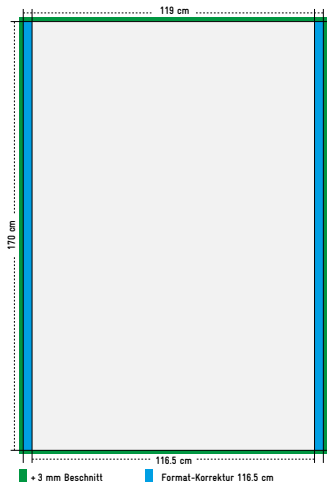 119 cm
170 cm
116.5 cm
+ 3 mm Beschnitt
Format-Korrektur 116.5 cm